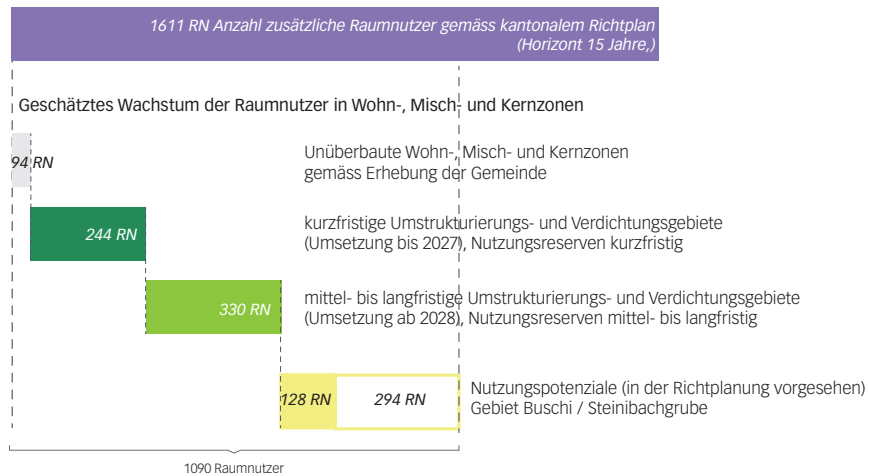 1611 RN Anzahl zusätzliche Raumnutzer gemäss kantonalem Richtplan
(Horizont 15 Jahre,)
Geschätztes Wachstum der Raumnutzer in Wohn-, Misch- und Kernzonen
94 RN
Unüberbaute Wohn-, Misch- und Kernzonen
gemäss Erhebung der Gemeinde
244 RN
kurzfristige Umstrukturierungs- und Verdichtungsgebiete
(Umsetzung bis 2027), Nutzungsreserven kurzfristig
330 RN
mittel- bis langfristige Umstrukturierungs- und Verdichtungsgebiete
(Umsetzung ab 2028), Nutzungsreserven mittel- bis langfristig
128 RN
294 RN
Nutzungspotenziale (in der Richtplanung vorgesehen)
Gebiet Buschi / Steinibachgrube
1090 Raumnutzer